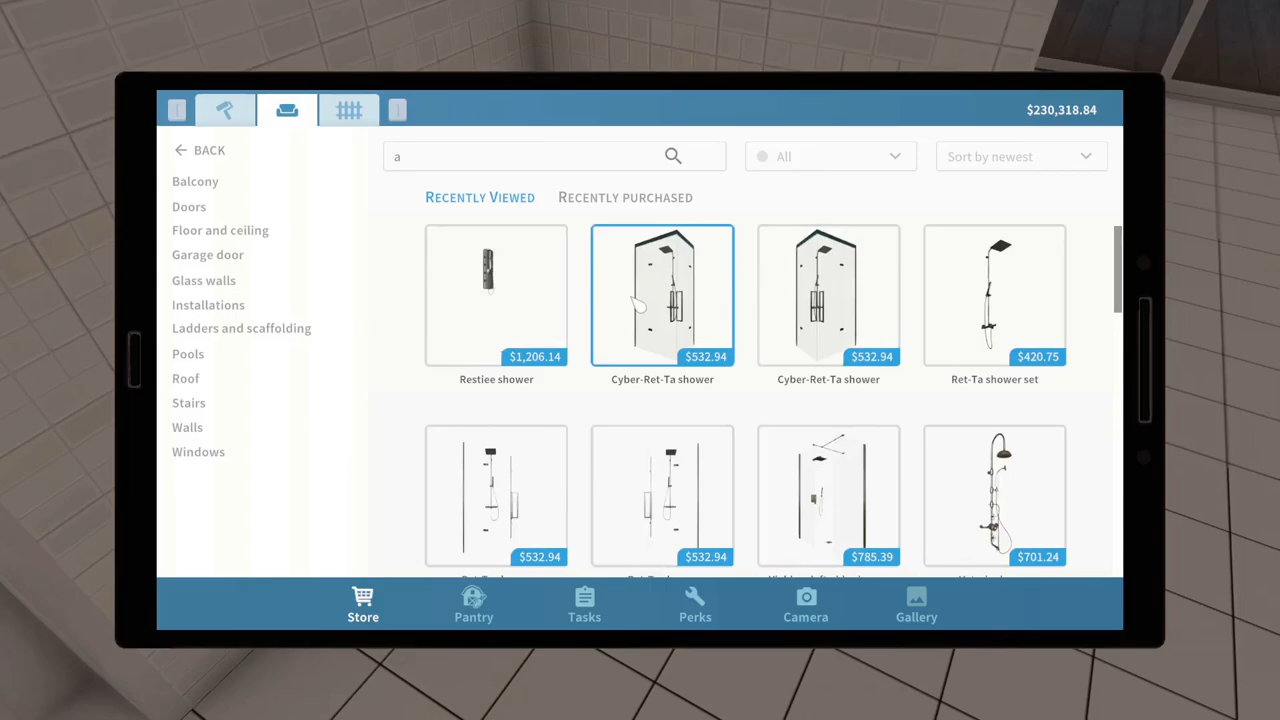 $230,318.84
BACK
a
All
Sort by newest
Balcony
Doors
Floor and ceiling
Garage door
Glass walls
Installations
Ladders and scaffolding
Pools
Roof
Stairs
Walls
Windows
RECENTLY VIEWED
RECENTLY PURCHASED
$1,206.14
$532.94
$532.94
$420.75
Restiee shower
Cyber-Ret-Ta shower
Cyber-Ret-Ta shower
Ret-Ta shower set
$532.94
$532.94
$785.39
$701.24
Store
Pantry
Tasks
Perks
Camera
Gallery